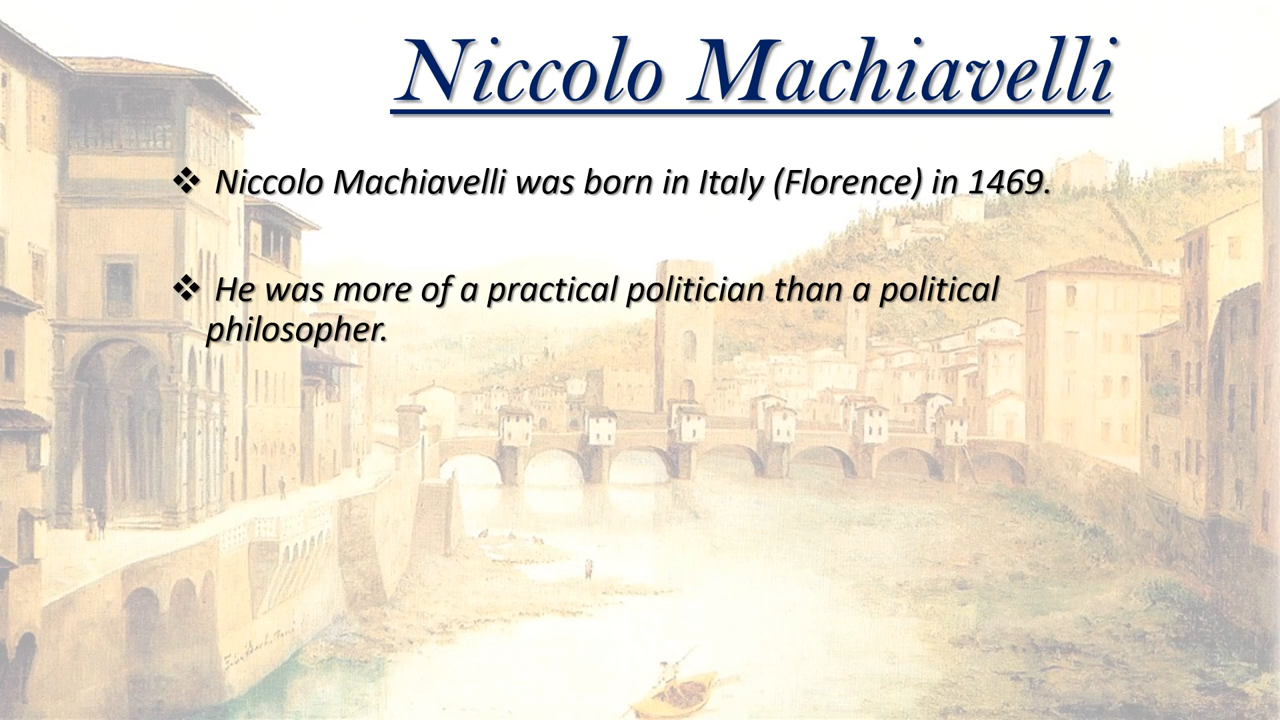 Niccolo Machiavelli
❖ Niccolo Machiavelli was born in Italy (Florence) in 1469.
❖ He was more of a practical politician than a political
philosopher.